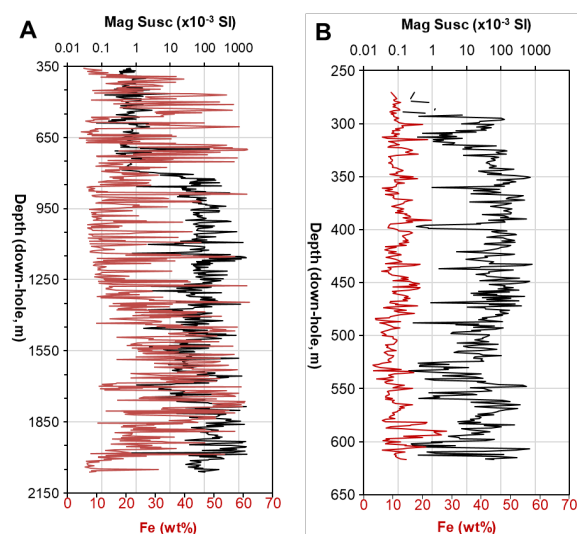 A
Mag Susc (x10⁻³ SI)
0.01 0.1 1 10 100 1000
350
650
950
1250
1550
1850
2150
Depth (down-hole, m)
0 10 20 30 40 50 60 70
Fe (wt%)
B
Mag Susc (x10⁻³ SI)
0.01 0.1 1 10 100 1000
250
300
350
400
450
500
550
600
650
Depth (down-hole, m)
0 10 20 30 40 50 60 70
Fe (wt%)